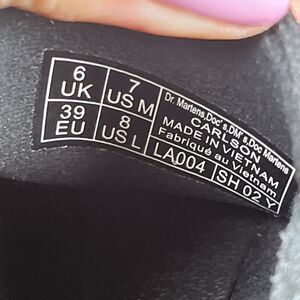 6 UK
7 US M
39 EU
8 US L
Dr. Martens,Doc's,DM's,Doc Martens
CARLSON
MADE IN VIETNAM
Fabriqué au Vietnam
LA004 SH 02 Y